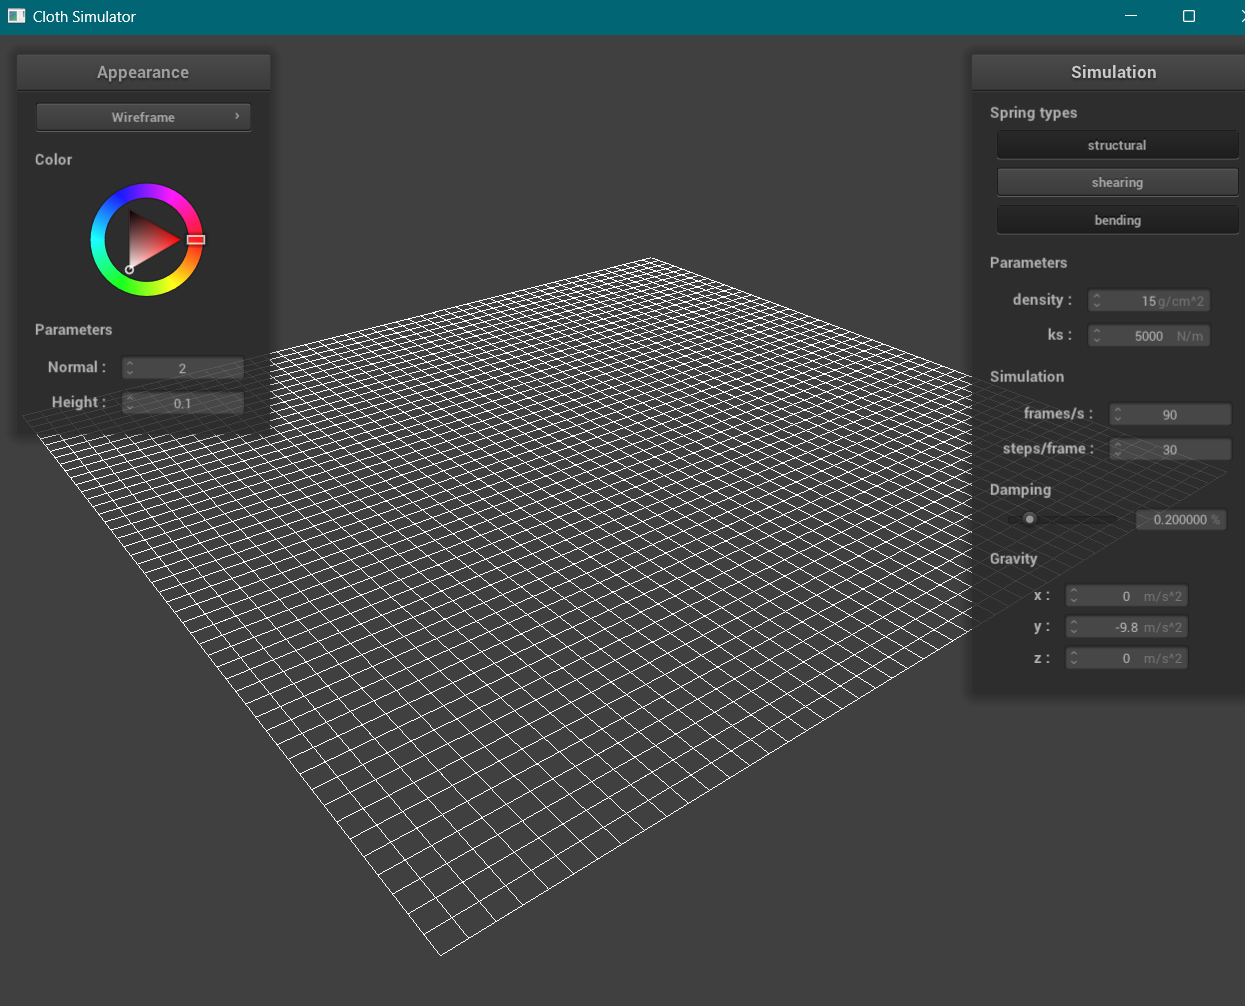 Cloth Simulator
Appearance
Wireframe
Color
Parameters
Normal : 2
Height : 0.1
Simulation
Spring types
structural
shearing
bending
Parameters
density : 15 g/cm^2
ks : 5000 N/m
Simulation
frames/s : 90
steps/frame : 30
Damping
0.200000 %
Gravity
x : 0 m/s^2
y : -9.8 m/s^2
z : 0 m/s^2